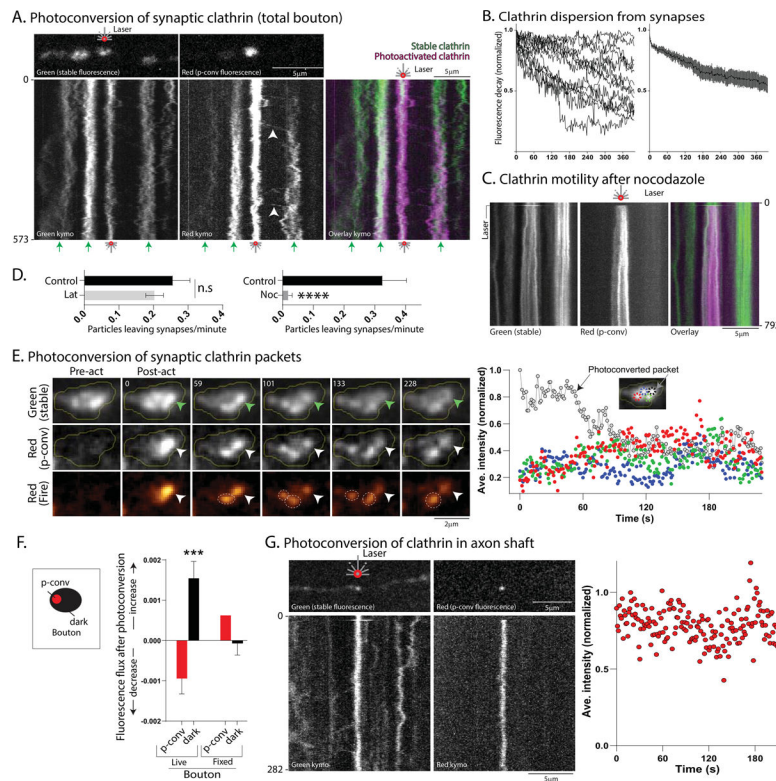 A. Photoconversion of synaptic clathrin (total bouton)
Laser
Green (stable fluorescence)
Red (p-conv fluorescence)
5μm
Stable clathrin
Photoactivated clathrin
Laser
5μm
0
573
Green kymo
Red kymo
Overlay kymo
B. Clathrin dispersion from synapses
Fluorescence decay (normalized)
1.0
0.5
0 60 120 180 240 300 360
1.0
0.5
0 60 120 180 240 300 360
C. Clathrin motility after nocodazole
Laser
Laser
0
79
Green (stable)
Red (p-conv)
Overlay
5μm
D.
Control
Lat
n.s
0.0 0.1 0.2 0.3 0.4
Particles leaving synapses/minute
Control
Noc
****
0.0 0.1 0.2 0.3 0.4
Particles leaving synapses/minute
E. Photoconversion of synaptic clathrin packets
Pre-act
Post-act
0
59
101
133
228
Green (stable)
Red (p-conv)
Red (Fire)
2μm
Photoconverted packet
Ave. intensity (normalized)
1.0
0.8
0.6
0.4
0.2
0 60 120 180
Time (s)
F.
p-conv
dark
Bouton
Fluorescence flux after photoconversion
decrease
increase
0.002
0.001
0.000
-0.001
-0.002
***
p-conv
dark
p-conv
dark
Live
Fixed
Bouton
G. Photoconversion of clathrin in axon shaft
Laser
Green (stable fluorescence)
Red (p-conv fluorescence)
5μm
0
282
Green kymo
Red kymo
5μm
Ave. intensity (normalized)
1.0
0.5
0.0
0 60 120 180
Time (s)